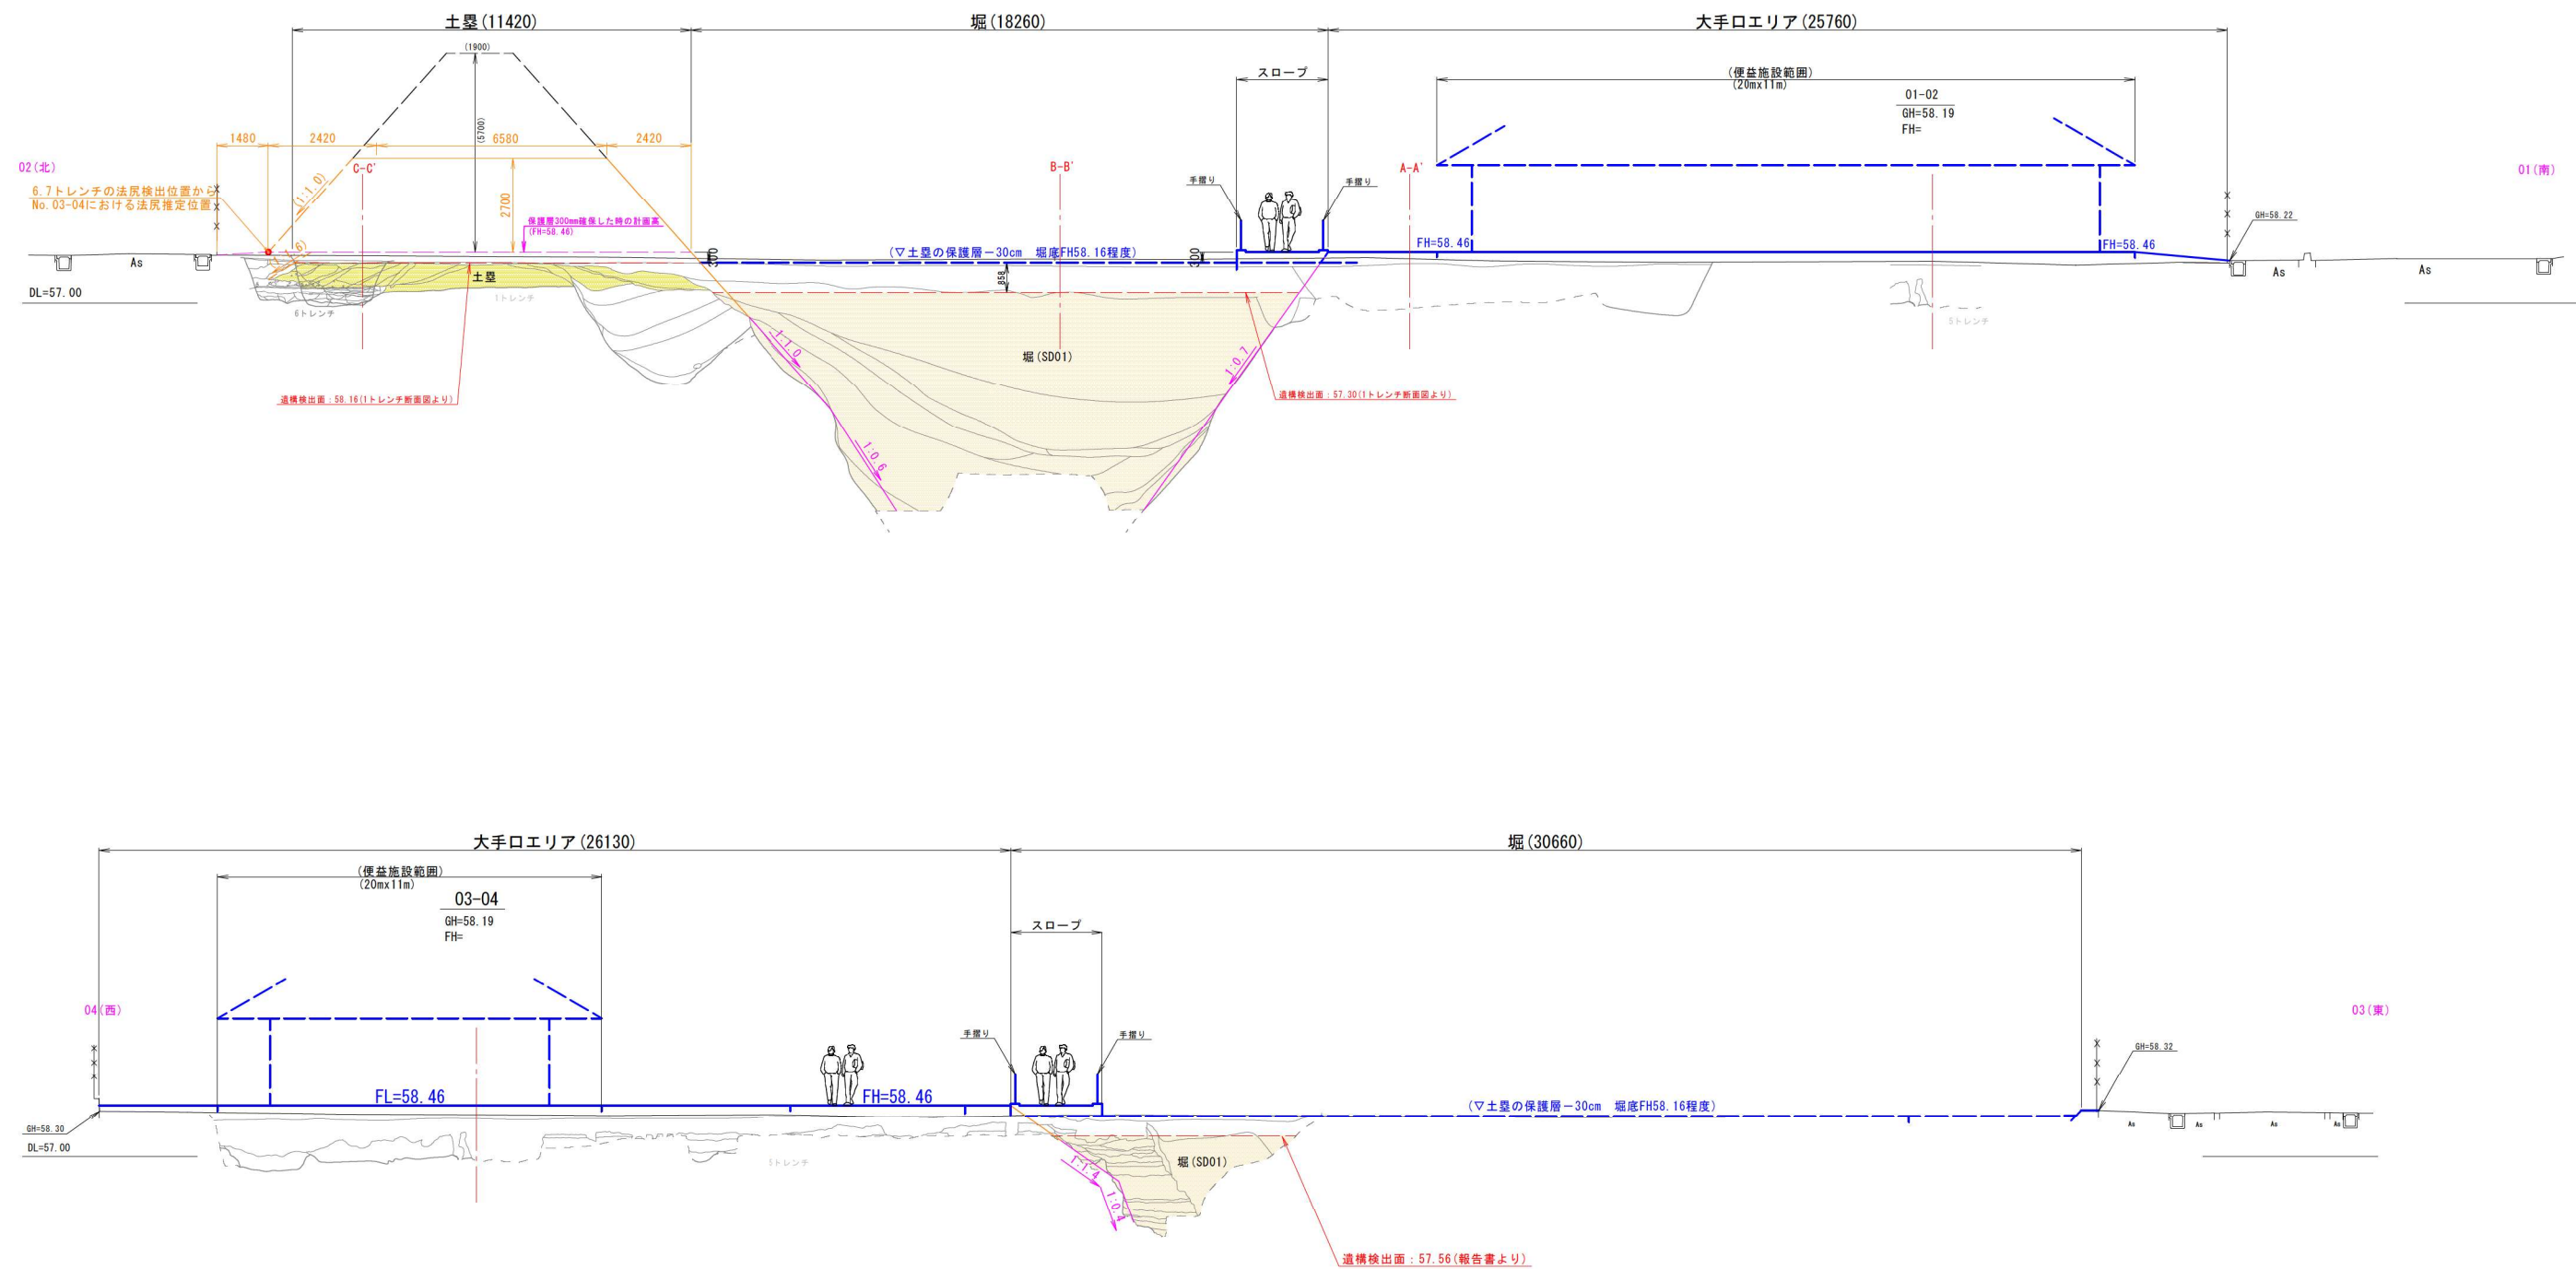 土塁(11420)
堀(18260)
大手口エリア(25760)
(1900)
スロープ
(便益施設範囲)
(20mx11m)
01-02
GH=58.19
FH=
(5700)
1480
2420
6580
2420
02(北)
C-C'
B-B'
A-A'
01(南)
6.7トレンチの法尻検出位置から
No.03-04における法尻推定位置
(1:1.0)
2700
手摺り
手摺り
保護層300mm確保した時の計画高
(FH=58.46)
GH=58.22
300
(▽土塁の保護層−30cm 堀底FH58.16程度)
300
FH=58.46
FH=58.46
As
土塁
858
As
As
DL=57.00
1トレンチ
6トレンチ
5トレンチ
1:1.0
堀(SD01)
1:0.7
遺構検出面：58.16(1トレンチ断面図より)
遺構検出面：57.30(1トレンチ断面図より)
1:0.6
大手口エリア(26130)
堀(30660)
(便益施設範囲)
(20mx11m)
03-04
GH=58.19
FH=
スロープ
04(西)
03(東)
手摺り
手摺り
GH=58.32
FL=58.46
FH=58.46
(▽土塁の保護層−30cm 堀底FH58.16程度)
GH=58.30
As
As
As
As
DL=57.00
5トレンチ
1:1.4
堀(SD01)
1:0.4
遺構検出面：57.56(報告書より)